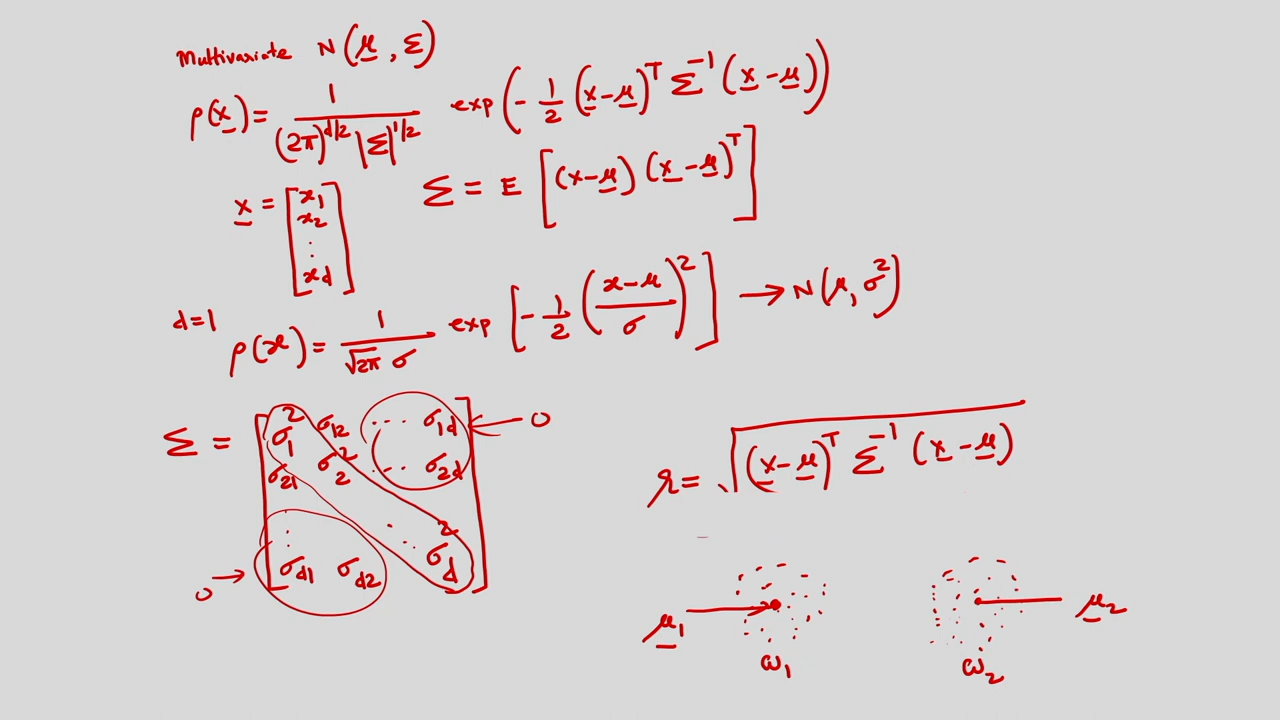 Multivariate N(μ, Σ)
p(x) = 1 / (2π)^{d/2} |Σ|^{1/2} exp(-1/2 (x-μ)^T Σ^{-1} (x-μ))
x = [x1 x2 : xd]
Σ = E [(x-μ) (x-μ)^T]
d=1
p(x) = 1 / √2π σ exp [-1/2 ((x-μ)/σ)^2] → N(μ, σ^2)
Σ = [σ1^2 σ12 ... σ1d ← 0
σ21 σ2^2 ... σ2d
: ... 
0 → σd1 σd2 σd^2]
r = √(x-μ)^T Σ^{-1} (x-μ)
μ1 ω1 ω2 μ2